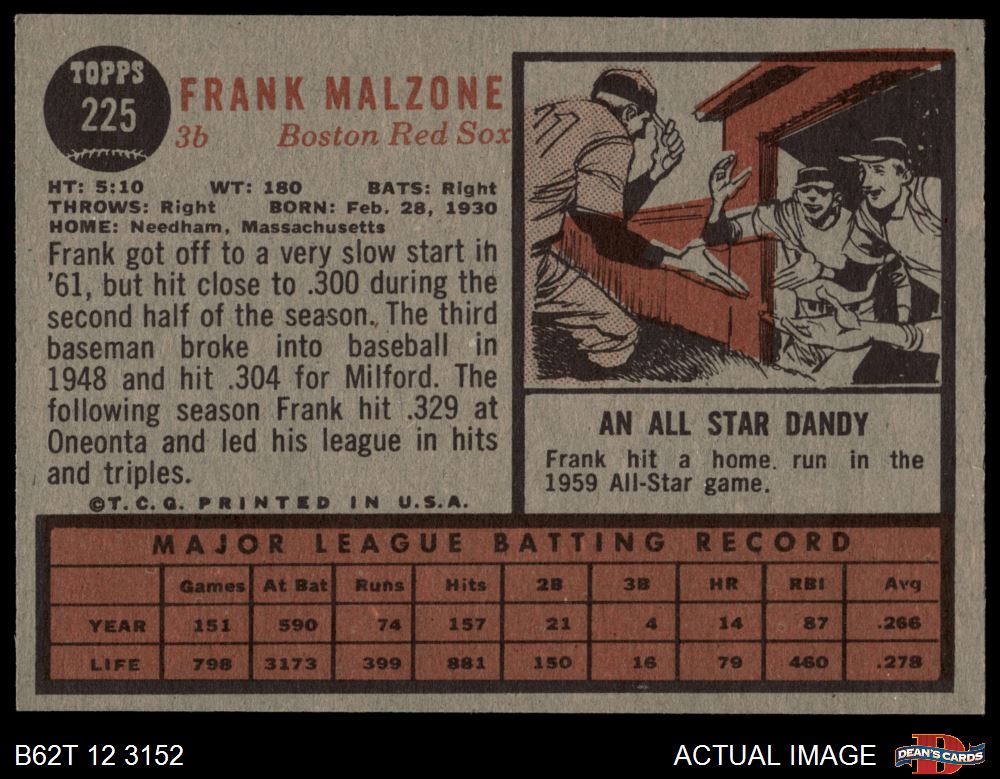 TOPPS
225
FRANK MALZONE
3b Boston Red Sox
HT: 5:10 WT: 180 BATS: Right
THROWS: Right BORN: Feb. 28, 1930
HOME: Needham, Massachusetts
Frank got off to a very slow start in
'61, but hit close to .300 during the
second half of the season. The third
baseman broke into baseball in
1948 and hit .304 for Milford. The
following season Frank hit .329 at
Oneonta and led his league in hits
and triples.
©T.C.G. PRINTED IN U.S.A.
AN ALL STAR DANDY
Frank hit a home run in the
1959 All-Star game.
MAJOR LEAGUE BATTING RECORD
Games At Bat Runs Hits 2B 3B HR RBI Avg
YEAR 151 590 74 157 21 4 14 87 .266
LIFE 798 3173 399 881 150 16 79 460 .278
B62T 12 3152
ACTUAL IMAGE
DEAN'S CARDS